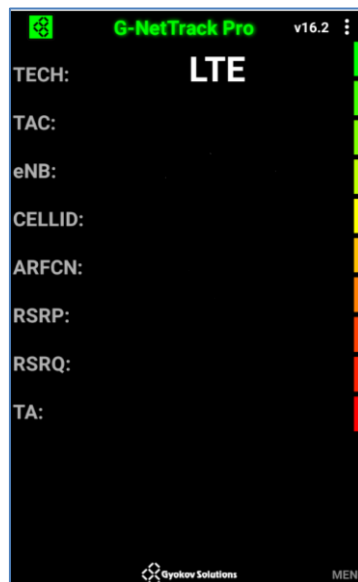 G-NetTrack Pro v16.2
TECH: LTE
TAC:
eNB:
CELLID:
ARFCN:
RSRP:
RSRQ:
TA:
Gyokov Solutions MEN